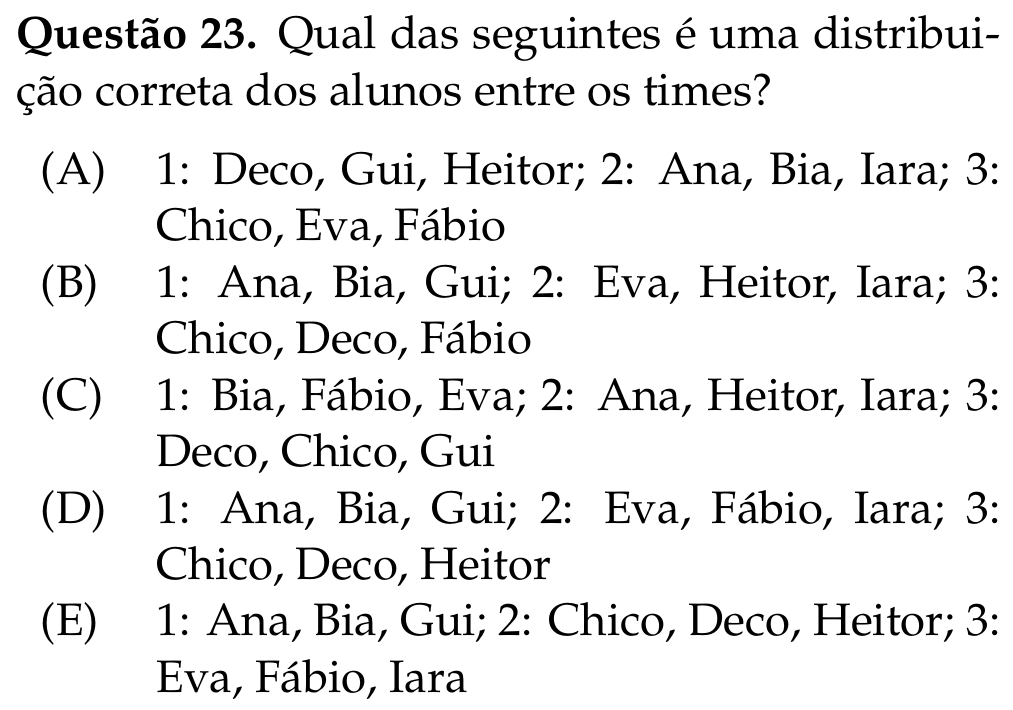 Questão 23. Qual das seguintes é uma distribui-
ção correta dos alunos entre os times?
(A) 1: Deco, Gui, Heitor; 2: Ana, Bia, Iara; 3:
Chico, Eva, Fábio
(B) 1: Ana, Bia, Gui; 2: Eva, Heitor, Iara; 3:
Chico, Deco, Fábio
(C) 1: Bia, Fábio, Eva; 2: Ana, Heitor, Iara; 3:
Deco, Chico, Gui
(D) 1: Ana, Bia, Gui; 2: Eva, Fábio, Iara; 3:
Chico, Deco, Heitor
(E) 1: Ana, Bia, Gui; 2: Chico, Deco, Heitor; 3:
Eva, Fábio, Iara